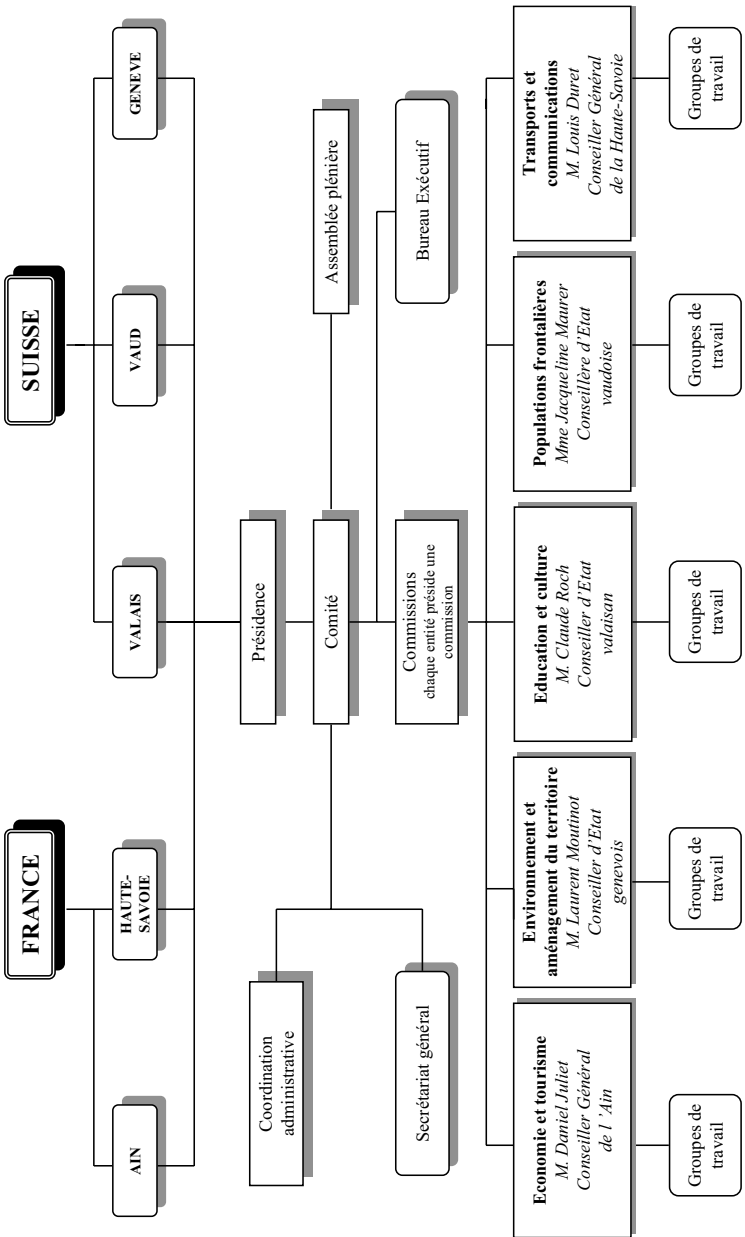 FRANCE
SUISSE
AIN
HAUTE-
SAVOIE
VALAIS
VAUD
GENEVE
Présidence
Coordination
administrative
Comité
Assemblée plénière
Secrétariat général
Commissions
chaque entité préside une
commission
Bureau Exécutif
Economie et tourisme
M. Daniel Juliet
Conseiller Général
de l ’Ain
Environnement et
aménagement du territoire
M. Laurent Moutinot
Conseiller d’Etat
genevois
Education et culture
M. Claude Roch
Conseiller d’Etat
valaisan
Populations frontalières
Mme Jacqueline Maurer
Conseillère d’Etat
vaudoise
Transports et
communications
M. Louis Duret
Conseiller Général
de la Haute-Savoie
Groupes de
travail
Groupes de
travail
Groupes de
travail
Groupes de
travail
Groupes de
travail